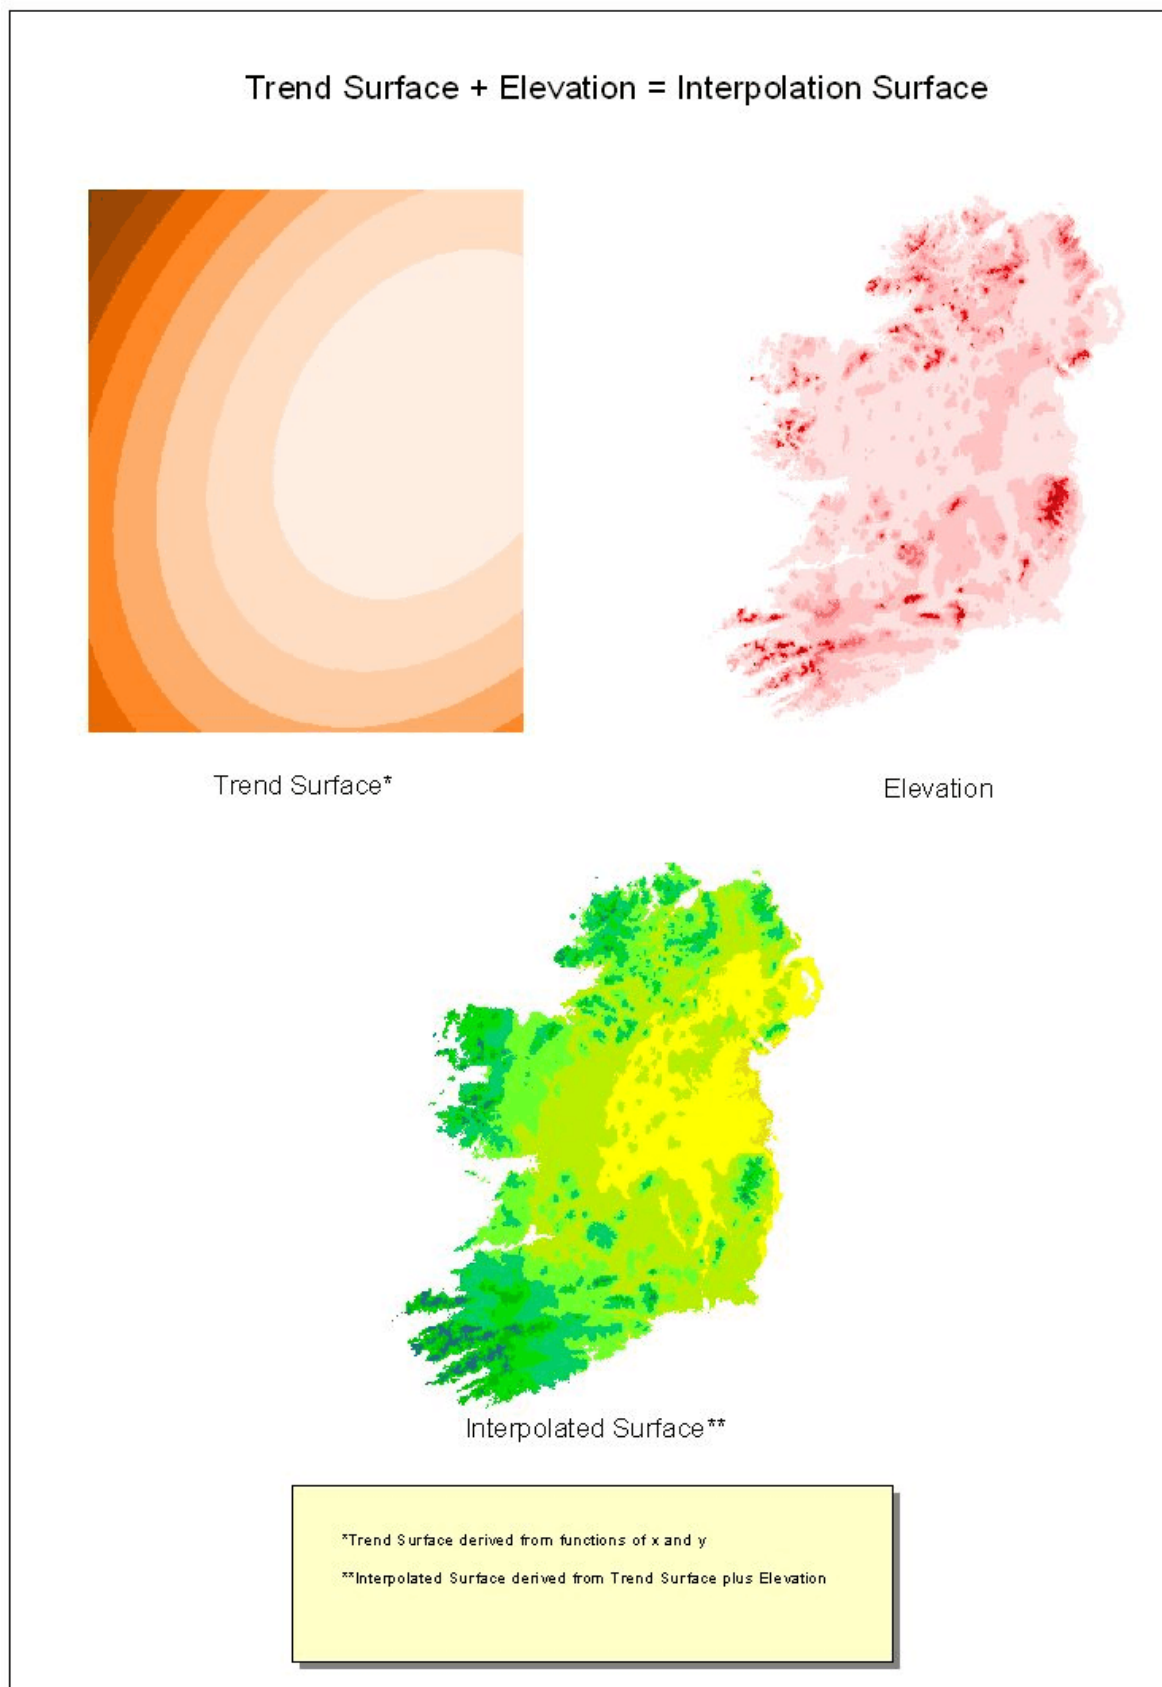 Trend Surface + Elevation = Interpolation Surface
Trend Surface*
Elevation
Interpolated Surface**
*Trend Surface derived from functions of x and y
**Interpolated Surface derived from Trend Surface plus Elevation